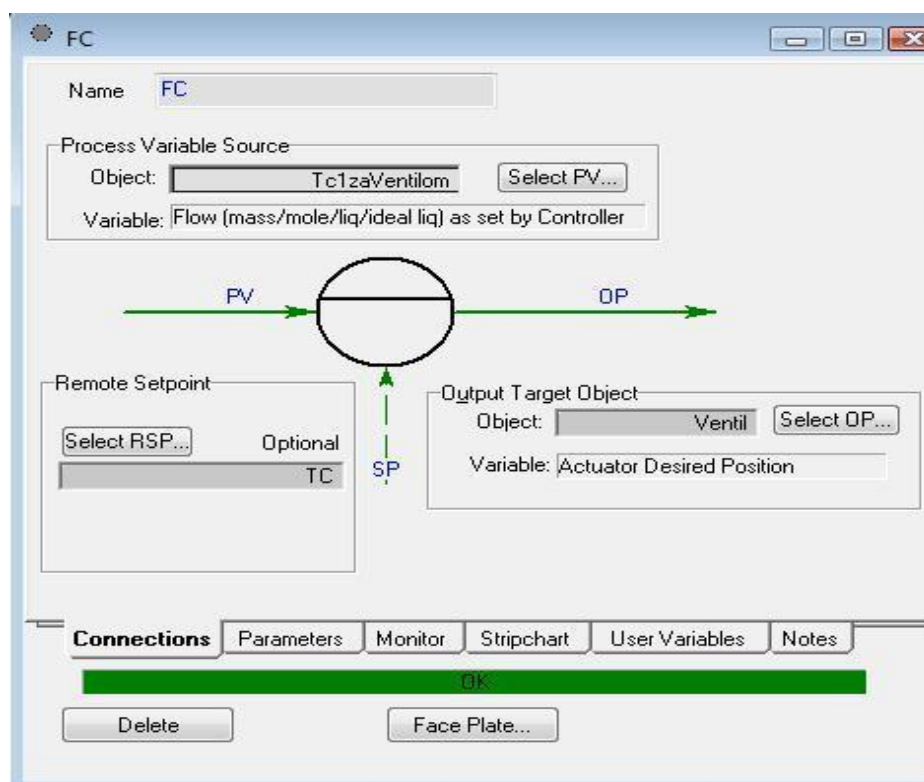 FC
Name FC
Process Variable Source
Object: Tc1zaVentilom Select PV...
Variable: Flow (mass/mole/liq/ideal liq) as set by Controller
PV OP
Remote Setpoint
Select RSP... Optional
TC
SP
Output Target Object
Object: Ventil Select OP...
Variable: Actuator Desired Position
Connections Parameters Monitor Stripchart User Variables Notes
OK
Delete Face Plate...